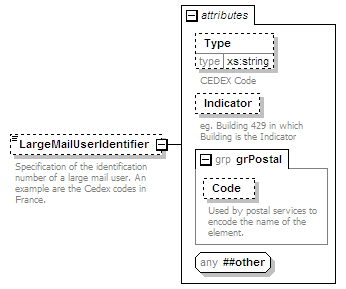 attributes
Type
type xs:string
CEDEX Code
Indicator
eg. Building 429 in which
Building is the Indicator
LargeMailUserIdentifier
Specification of the identification
number of a large mail user. An
example are the Cedex codes in
France.
grp grPostal
Code
Used by postal services to
encode the name of the
element.
any ##other